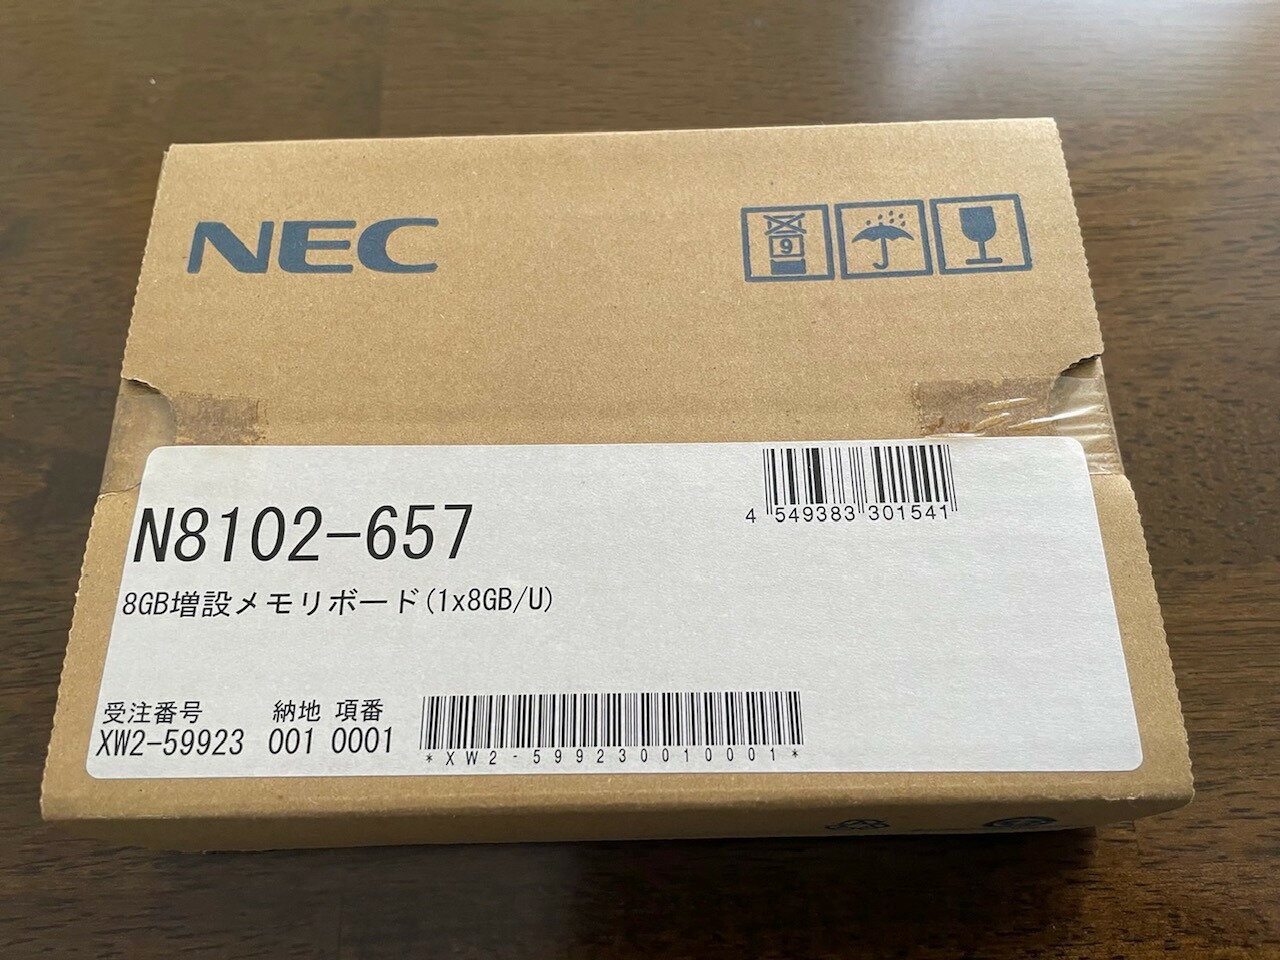 NEC
9
N8102-657
4 549383 301541
8GB増設メモリボード(1x8GB/U)
受注番号 納地 項番
XW2-59923 001 0001
*XW2-599230010001*